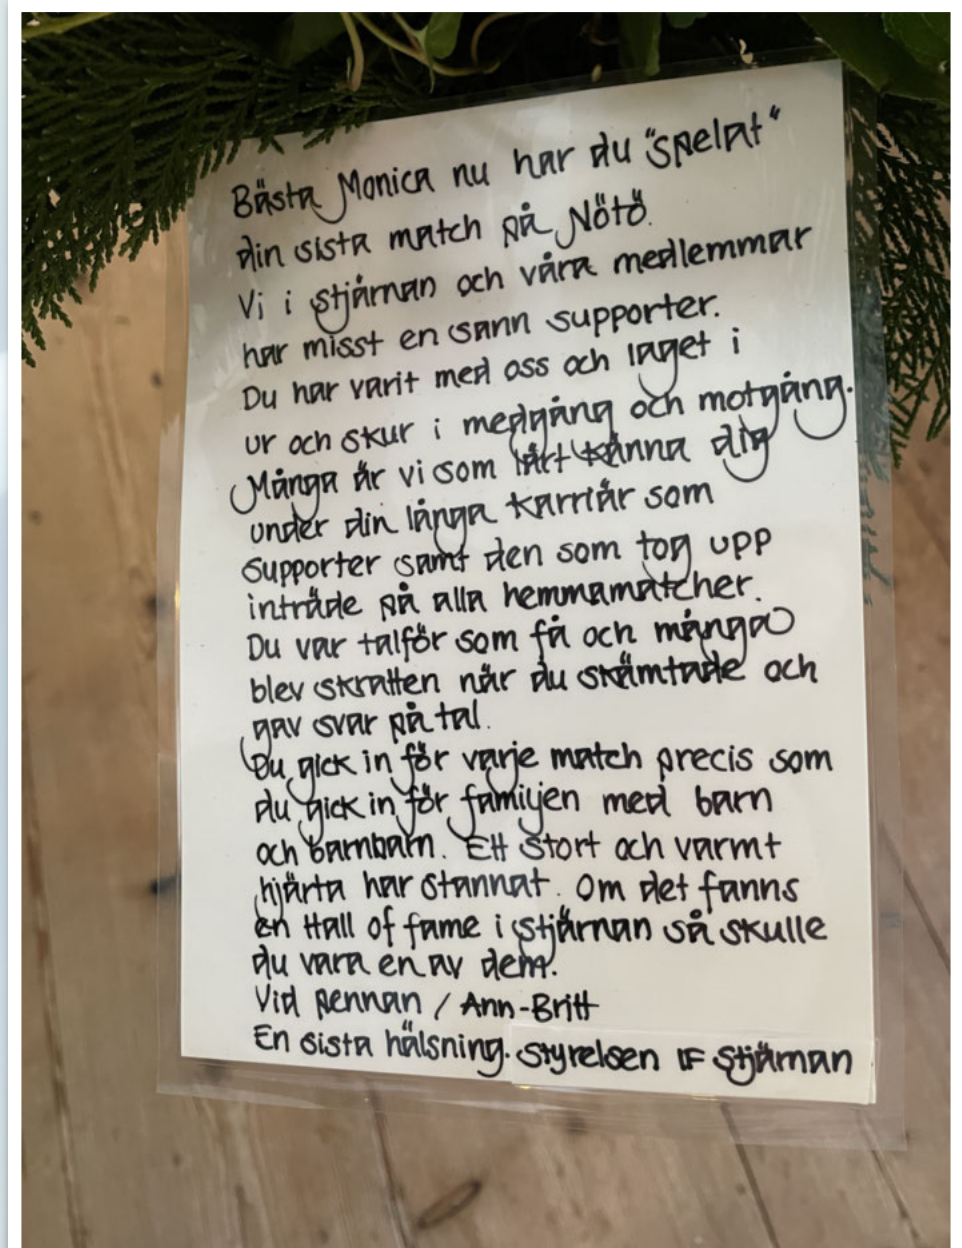 Bästa Monica nu har du "spelat"
din sista match på Nötö.
Vi i Stjärnan och våra medlemmar
har misst en sann supporter.
Du har varit med oss och laget i
ur och skur i medgång och motgång.
Många är vi som lärt känna dig
under din långa karriär som
supporter samt den som tog upp
inträde på alla hemmamatcher.
Du var talför som få och många
blev skratten när du skämtade och
gav svar på tal.
Du gick in för varje match precis som
du gick in för familjen med barn
och barnbarn. Ett stort och varmt
hjärta har stannat. Om det fanns
en Hall of fame i Stjärnan så skulle
du vara en av dem.
Vid pennan / Ann-Britt
En sista hälsning. Styrelsen IF Stjärnan